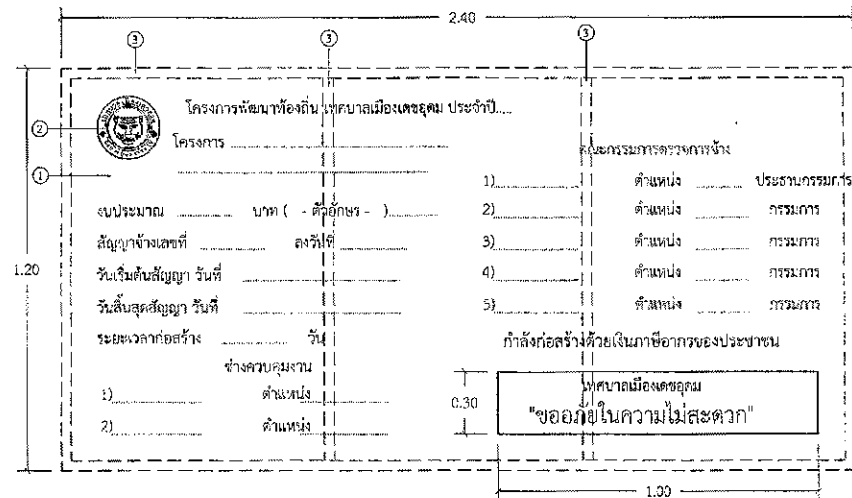 2.40
③ ③ ③
โครงการพัฒนาท้องถิ่น เทศบาลเมืองเดชอุดม ประจำปี.....
② โครงการ
①
คณะกรรมการตรวจการจ้าง
1) ตำแหน่ง ประธานกรรมการ
2) ตำแหน่ง กรรมการ
3) ตำแหน่ง กรรมการ
4) ตำแหน่ง กรรมการ
5) ตำแหน่ง กรรมการ
งบประมาณ บาท ( - ตัวอักษร - )
สัญญาจ้างเลขที่ ลงวันที่
วันเริ่มต้นสัญญา วันที่
วันสิ้นสุดสัญญา วันที่
ระยะเวลาก่อสร้าง วัน
ช่างควบคุมงาน
1) ตำแหน่ง
2) ตำแหน่ง
1.20
กำลังก่อสร้างด้วยเงินภาษีอากรของประชาชน
เทศบาลเมืองเดชอุดม
"ขออภัยในความไม่สะดวก"
0.30
1.00